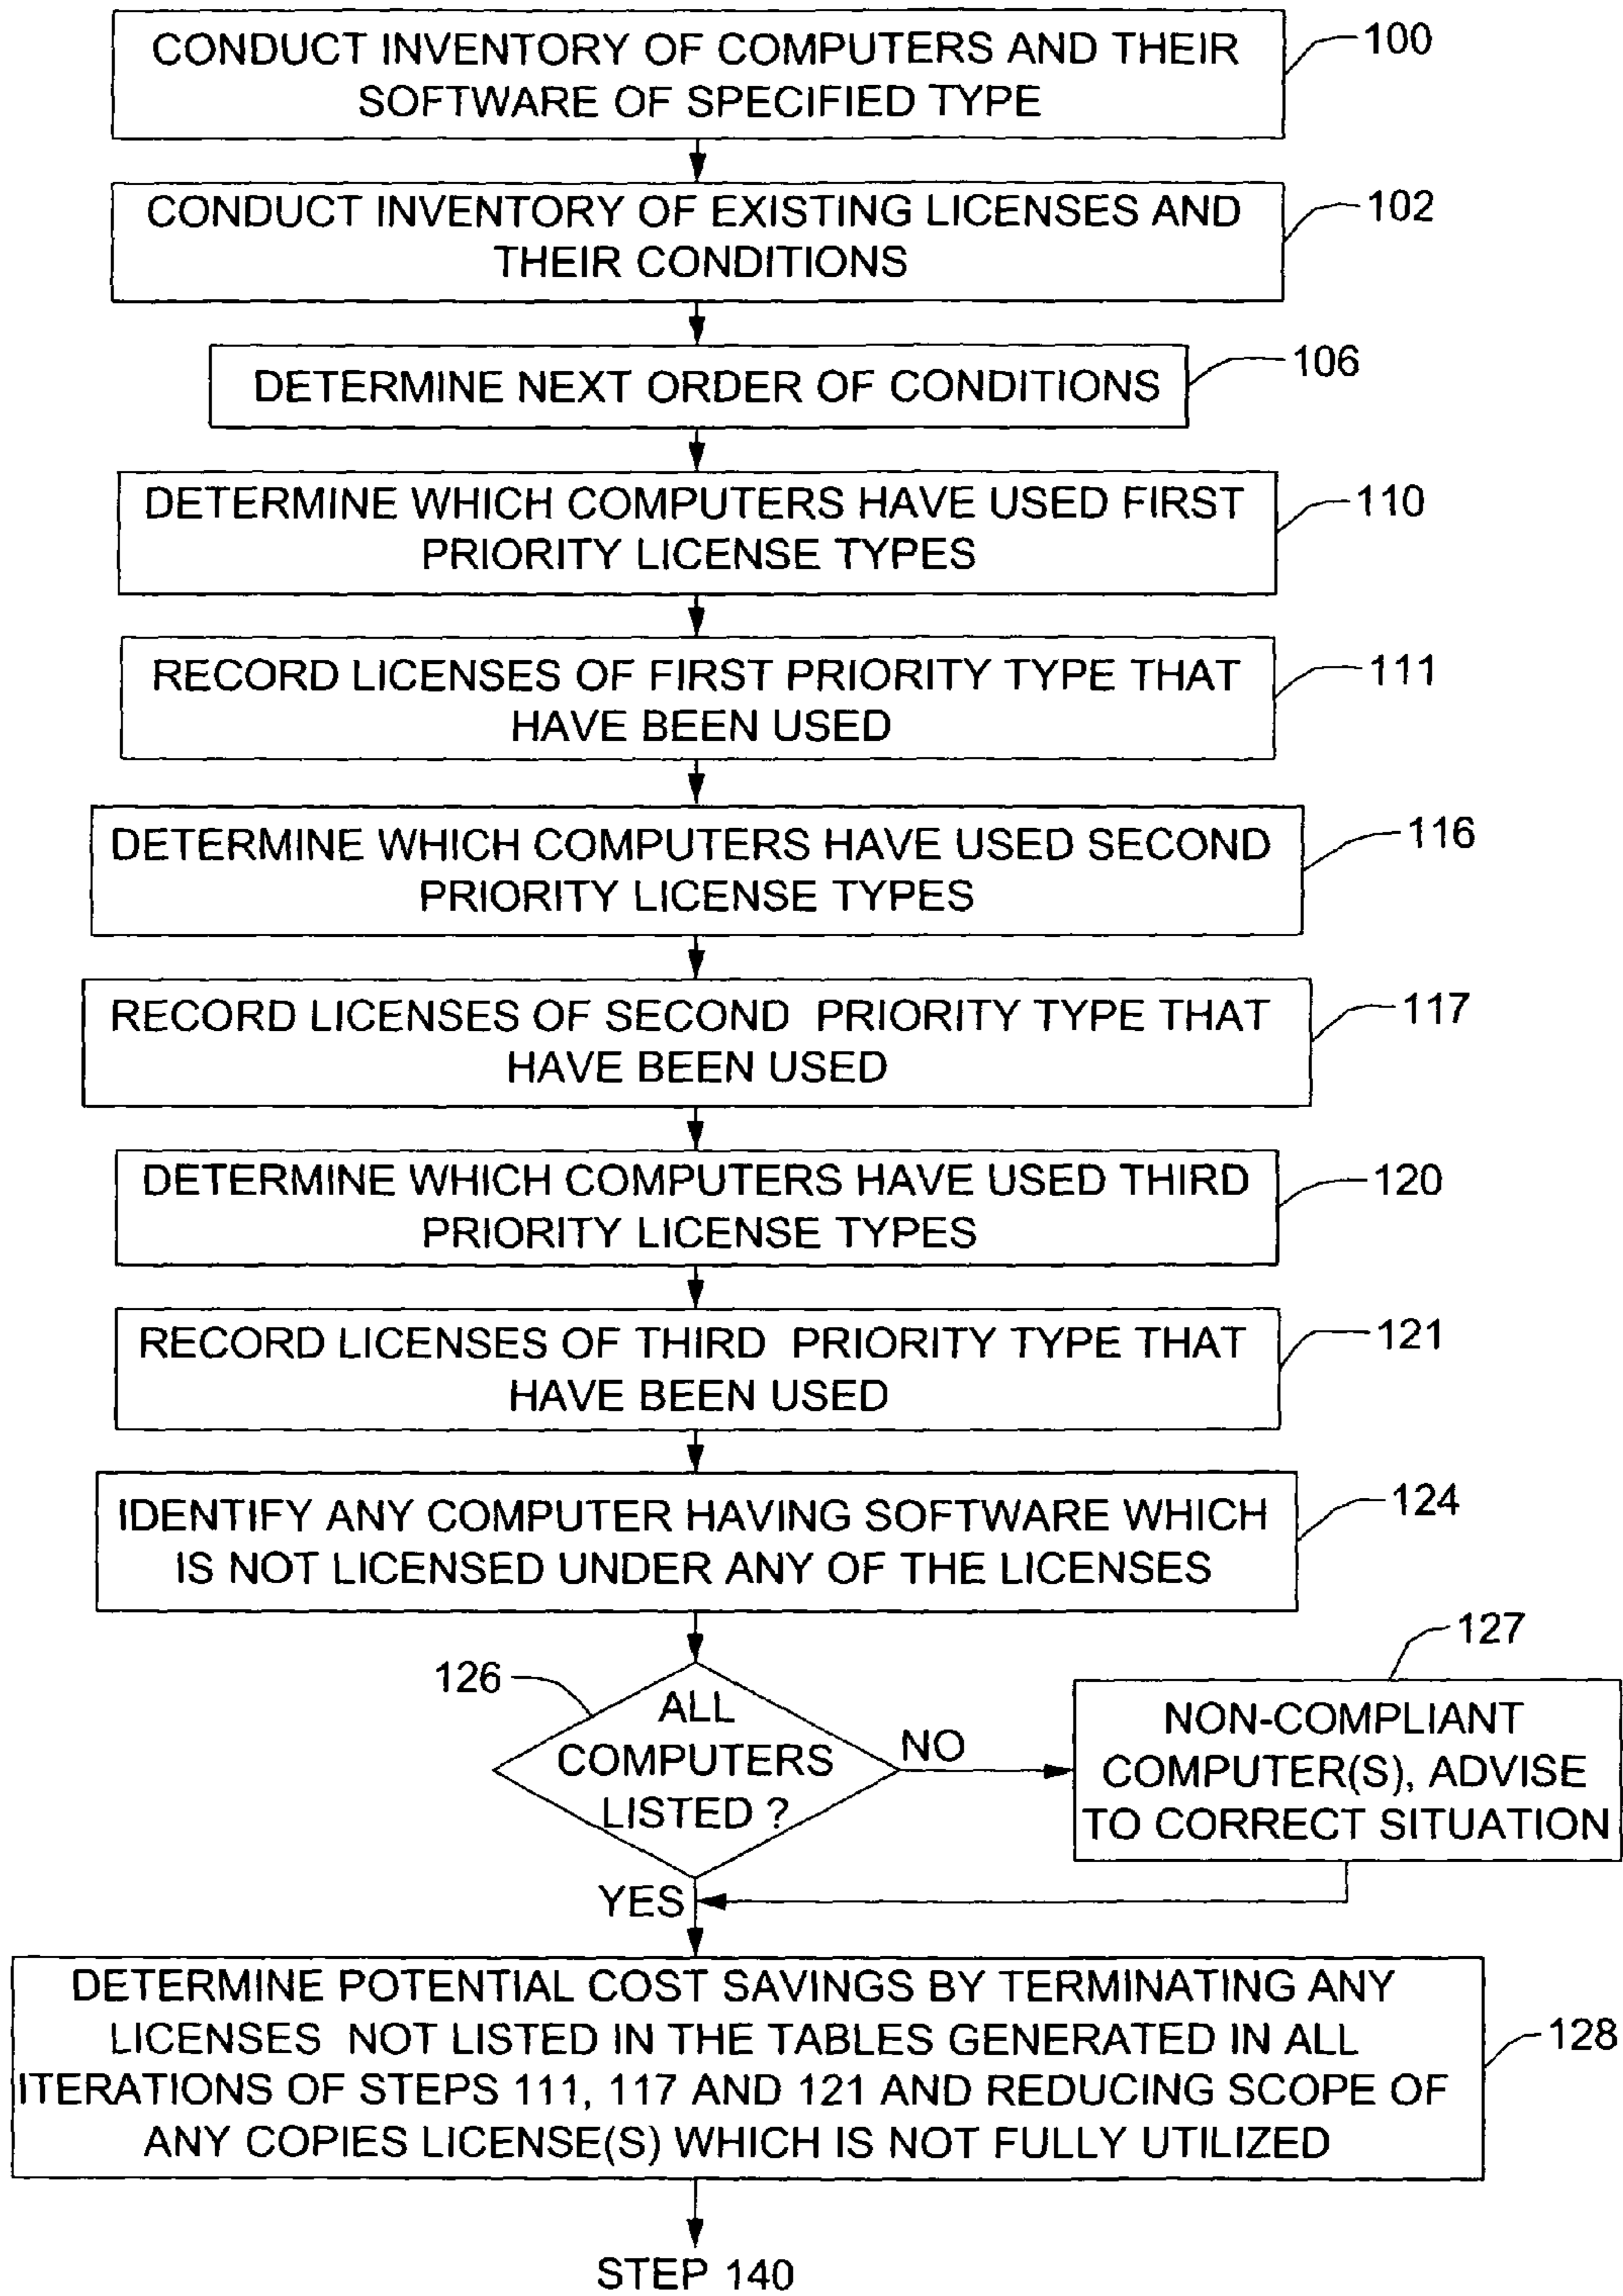 CONDUCT INVENTORY OF COMPUTERS AND THEIR
SOFTWARE OF SPECIFIED TYPE
100
CONDUCT INVENTORY OF EXISTING LICENSES AND
THEIR CONDITIONS
102
DETERMINE NEXT ORDER OF CONDITIONS
106
DETERMINE WHICH COMPUTERS HAVE USED FIRST
PRIORITY LICENSE TYPES
110
RECORD LICENSES OF FIRST PRIORITY TYPE THAT
HAVE BEEN USED
111
DETERMINE WHICH COMPUTERS HAVE USED SECOND
PRIORITY LICENSE TYPES
116
RECORD LICENSES OF SECOND PRIORITY TYPE THAT
HAVE BEEN USED
117
DETERMINE WHICH COMPUTERS HAVE USED THIRD
PRIORITY LICENSE TYPES
120
RECORD LICENSES OF THIRD PRIORITY TYPE THAT
HAVE BEEN USED
121
IDENTIFY ANY COMPUTER HAVING SOFTWARE WHICH
IS NOT LICENSED UNDER ANY OF THE LICENSES
124
126
ALL
COMPUTERS
LISTED ?
NO
127
NON-COMPLIANT
COMPUTER(S), ADVISE
TO CORRECT SITUATION
YES
DETERMINE POTENTIAL COST SAVINGS BY TERMINATING ANY
LICENSES NOT LISTED IN THE TABLES GENERATED IN ALL
ITERATIONS OF STEPS 111, 117 AND 121 AND REDUCING SCOPE OF
ANY COPIES LICENSE(S) WHICH IS NOT FULLY UTILIZED
128
STEP 140